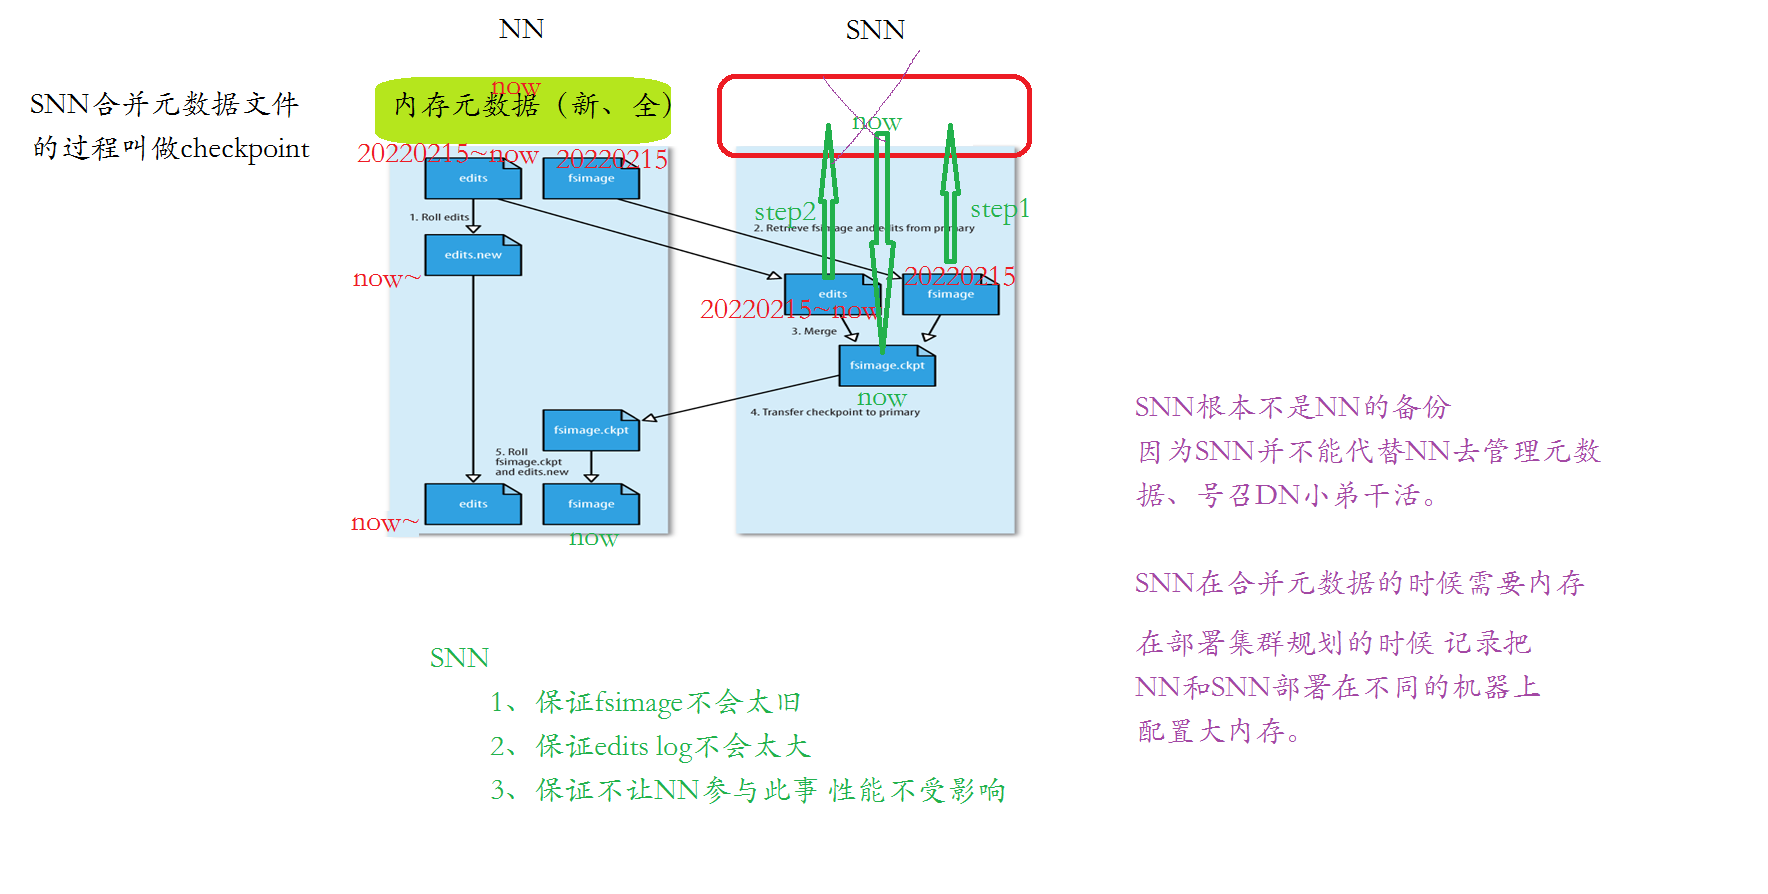 NN
SNN
SNN合并元数据文件
的过程叫做checkpoint
now
内存元数据（新、全）
now
20220215~now
20220215
edits
fsimage
1. Roll edits
step2
step1
2. Retrieve fsimage and edits from primary
edits.new
now~
20220215
edits
fsimage
20220215~now
3. Merge
fsimage.ckpt
now
4. Transfer checkpoint to primary
fsimage.ckpt
5. Roll
fsimage.ckpt
and edits.new
edits
fsimage
now~
now
SNN根本不是NN的备份
因为SNN并不能代替NN去管理元数
据、号召DN小弟干活。
SNN在合并元数据的时候需要内存
在部署集群规划的时候 记录把
NN和SNN部署在不同的机器上
配置大内存。
SNN
1、保证fsimage不会太旧
2、保证edits log不会太大
3、保证不让NN参与此事 性能不受影响